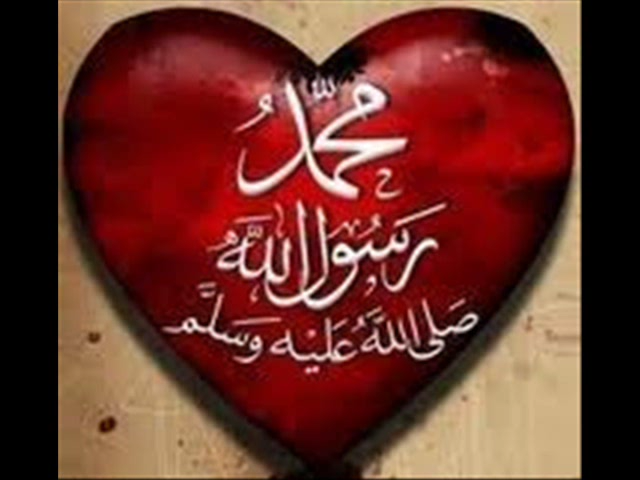 محمد
رسول الله
صلى الله عليه وسلم